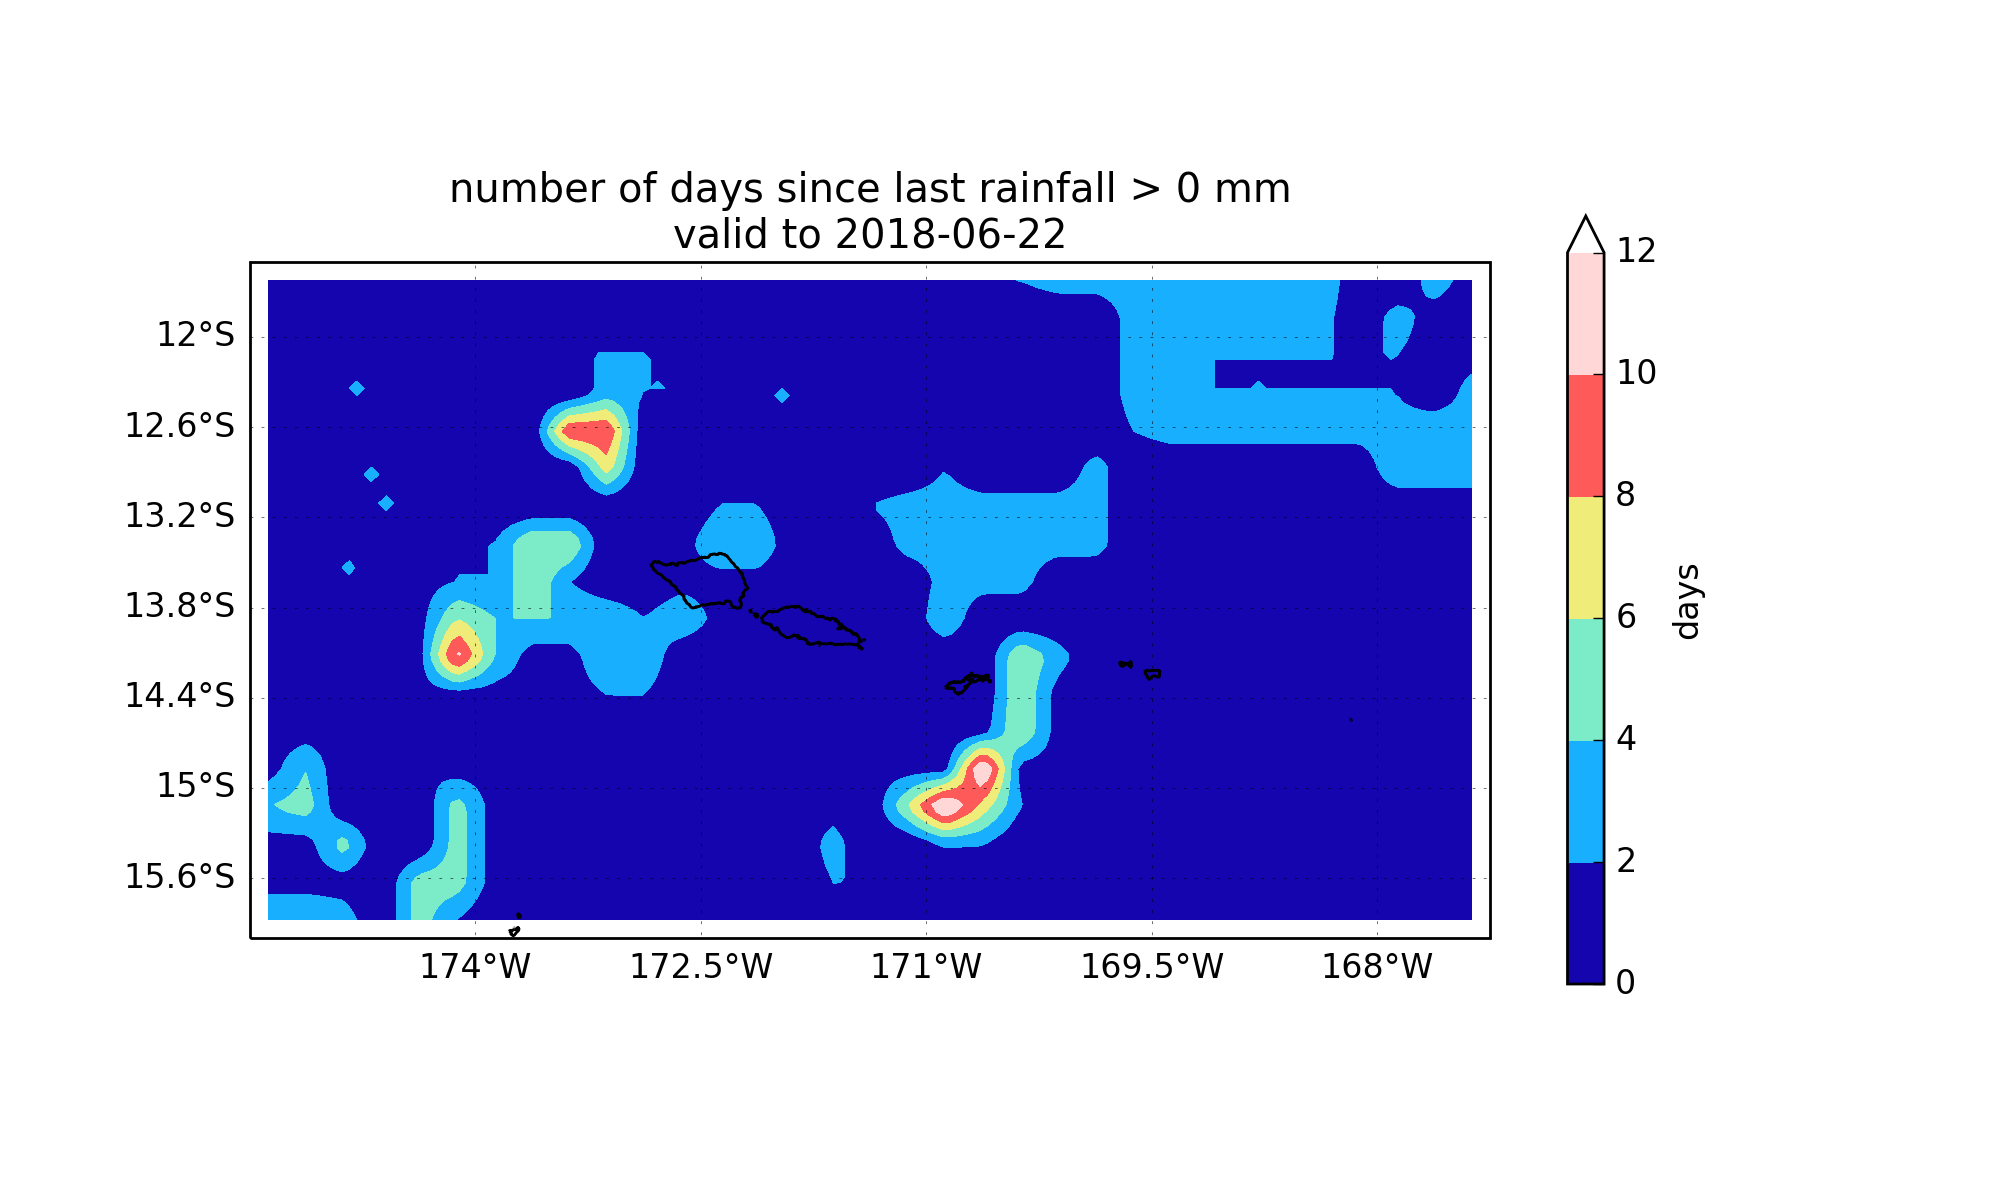 number of days since last rainfall > 0 mm
valid to 2018-06-22
12°S
12.6°S
13.2°S
13.8°S
14.4°S
15°S
15.6°S
174°W 172.5°W 171°W 169.5°W 168°W
12
10
8
6
4
2
0
days